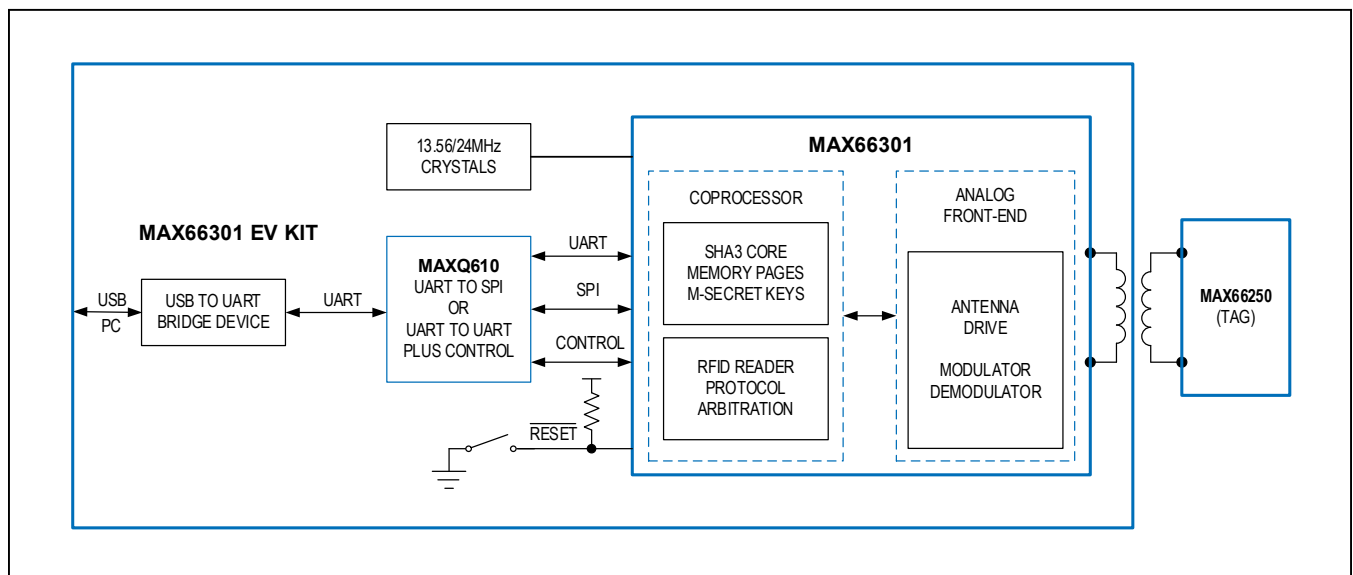 MAX66301 EV KIT
USB
PC
USB TO UART
BRIDGE DEVICE
UART
13.56/24MHz
CRYSTALS
MAXQ610
UART TO SPI
OR
UART TO UART
PLUS CONTROL
UART
SPI
CONTROL
RESET
MAX66301
COPROCESSOR
SHA3 CORE
MEMORY PAGES
M-SECRET KEYS
RFID READER
PROTOCOL
ARBITRATION
ANALOG
FRONT-END
ANTENNA
DRIVE
MODULATOR
DEMODULATOR
MAX66250
(TAG)